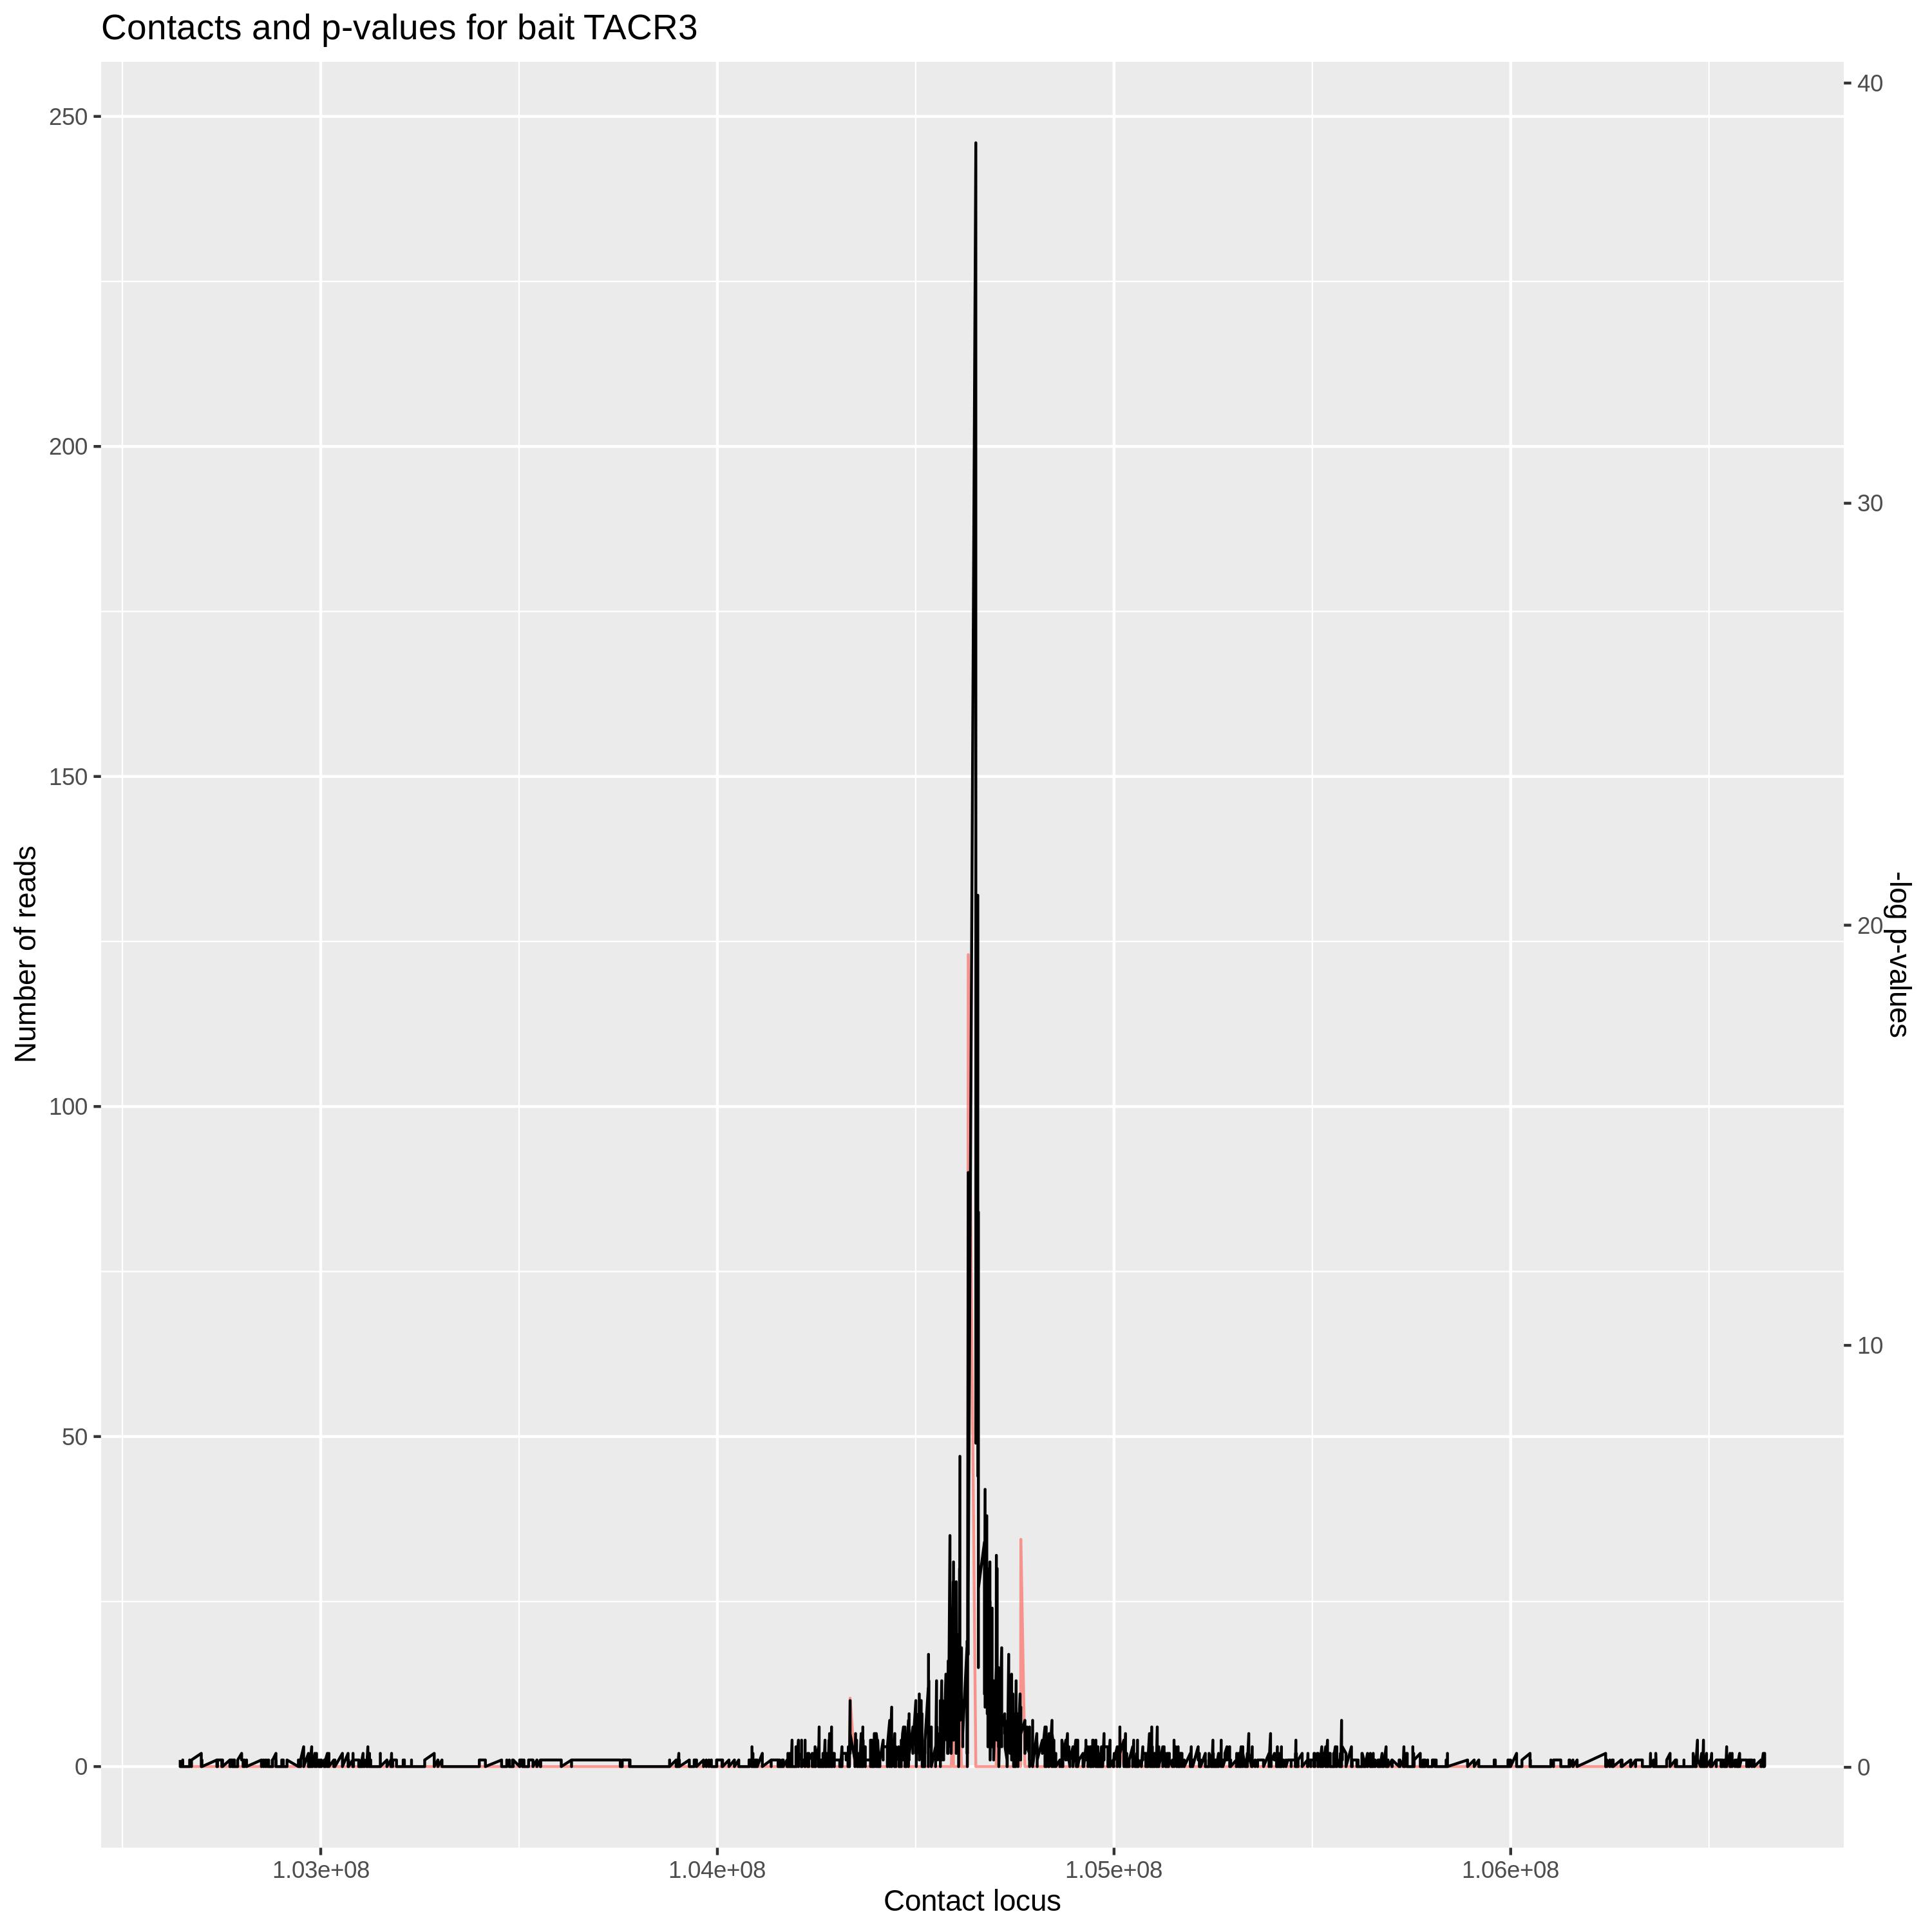 Contacts and p-values for bait TACR3
250
200
150
100
50
0
Number of reads
40
30
20
10
0
-log p-values
1.03e+08
1.04e+08
1.05e+08
1.06e+08
Contact locus